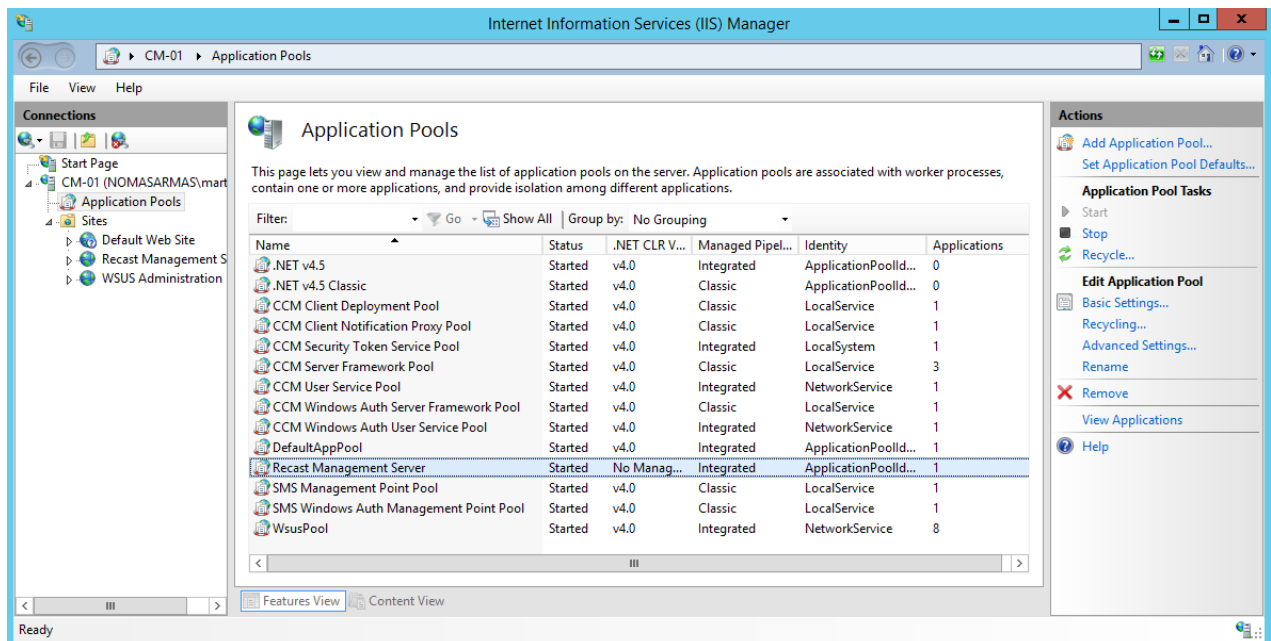 Internet Information Services (IIS) Manager
CM-01 Application Pools
File View Help
Connections
Start Page
CM-01 (NOMASARMAS\mart
Application Pools
Sites
Default Web Site
Recast Management S
WSUS Administration
Application Pools
This page lets you view and manage the list of application pools on the server. Application pools are associated with worker processes,
contain one or more applications, and provide isolation among different applications.
Filter: Go Show All Group by: No Grouping
Name Status .NET CLR V... Managed Pipel... Identity Applications
.NET v4.5 Started v4.0 Integrated ApplicationPoolId... 0
.NET v4.5 Classic Started v4.0 Classic ApplicationPoolId... 0
CCM Client Deployment Pool Started v4.0 Classic LocalService 1
CCM Client Notification Proxy Pool Started v4.0 Classic LocalService 1
CCM Security Token Service Pool Started v4.0 Integrated LocalSystem 1
CCM Server Framework Pool Started v4.0 Classic LocalService 3
CCM User Service Pool Started v4.0 Integrated NetworkService 1
CCM Windows Auth Server Framework Pool Started v4.0 Classic LocalService 1
CCM Windows Auth User Service Pool Started v4.0 Integrated NetworkService 1
DefaultAppPool Started v4.0 Integrated ApplicationPoolId... 1
Recast Management Server Started No Manag... Integrated ApplicationPoolId... 1
SMS Management Point Pool Started v4.0 Classic LocalService 1
SMS Windows Auth Management Point Pool Started v4.0 Classic LocalService 1
WsusPool Started v4.0 Integrated NetworkService 8
Features View Content View
Actions
Add Application Pool...
Set Application Pool Defaults...
Application Pool Tasks
Start
Stop
Recycle...
Edit Application Pool
Basic Settings...
Recycling...
Advanced Settings...
Rename
Remove
View Applications
Help
Ready